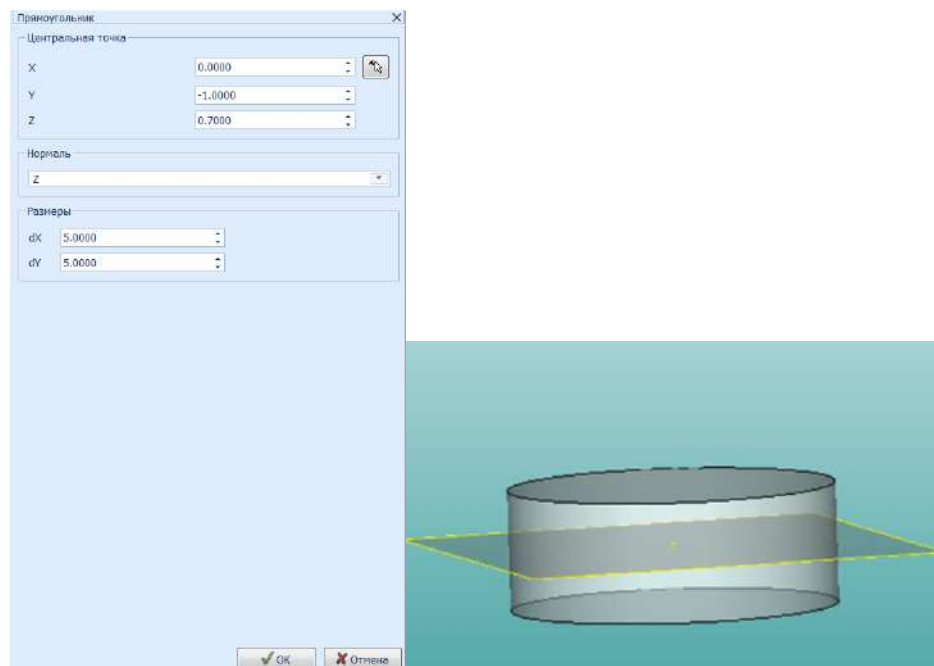 Прямоугольник
Центральная точка
X 0.0000
Y -1.0000
Z 0.7000
Нормаль
Z
Размеры
dX 5.0000
dY 5.0000
OK Отмена